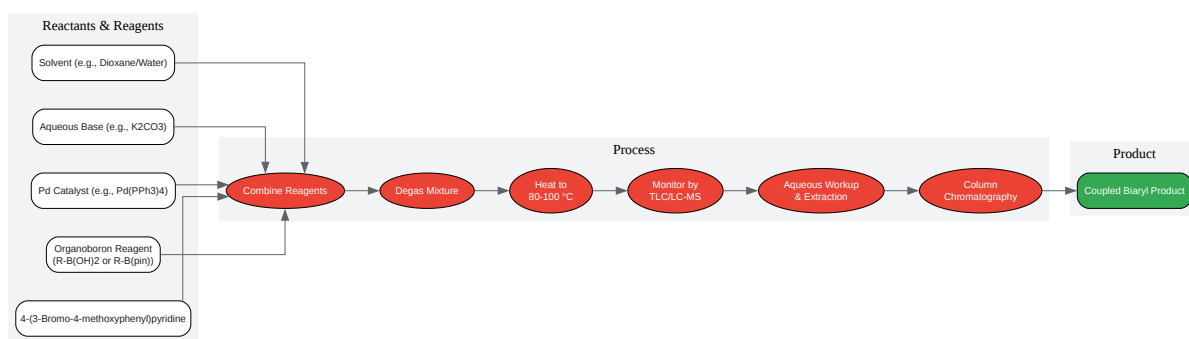 Reactants & Reagents
Solvent (e.g., Dioxane/Water)
Aqueous Base (e.g., K2CO3)
Pd Catalyst (e.g., Pd(PPh3)4)
Organoboron Reagent
(R-B(OH)2 or R-B(pin))
4-(3-Bromo-4-methoxyphenyl)pyridine
Process
Combine Reagents
Degas Mixture
Heat to
80-100 °C
Monitor by
TLC/LC-MS
Aqueous Workup
& Extraction
Column
Chromatography
Product
Coupled Biaryl Product